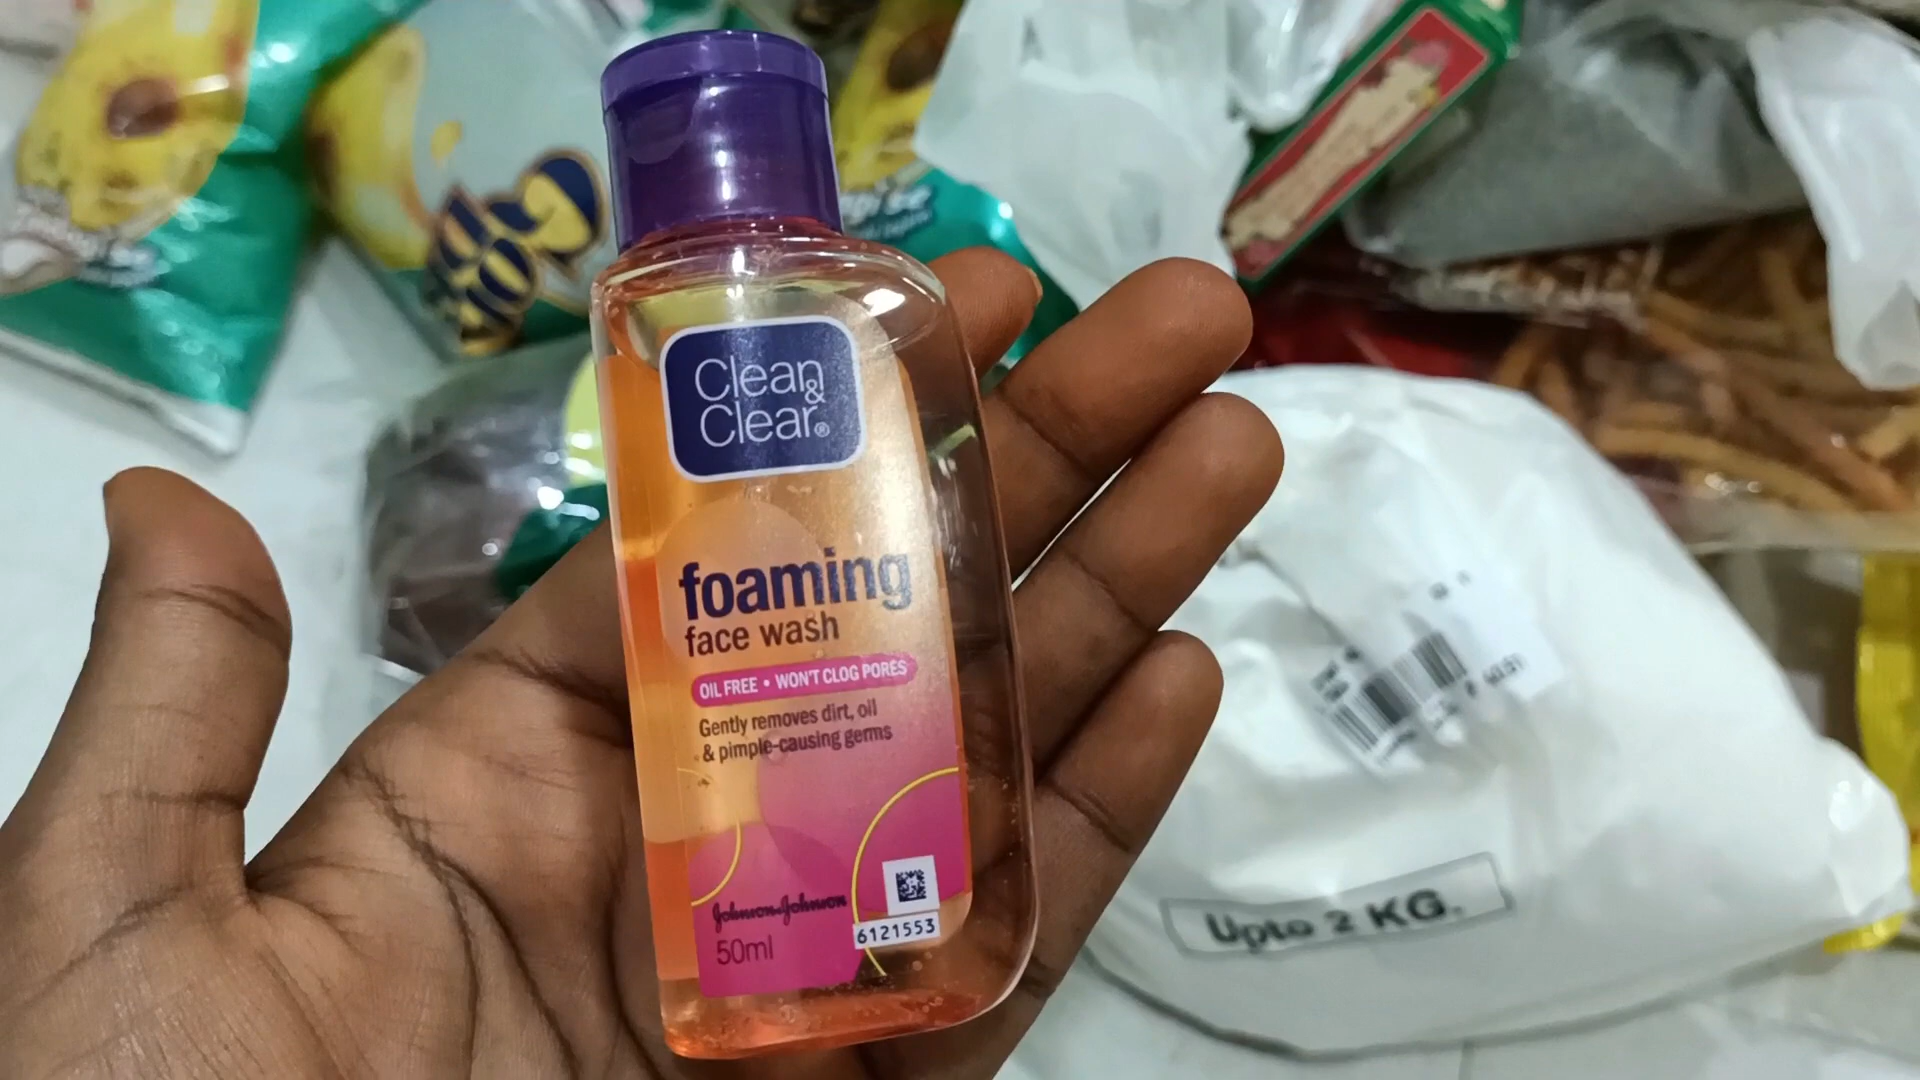 Clean
&
Clear®
foaming
face wash
OIL FREE • WON'T CLOG PORES
Gently removes dirt, oil
& pimple-causing germs
Johnson & Johnson
50ml
6121553
Upto 2 KG.